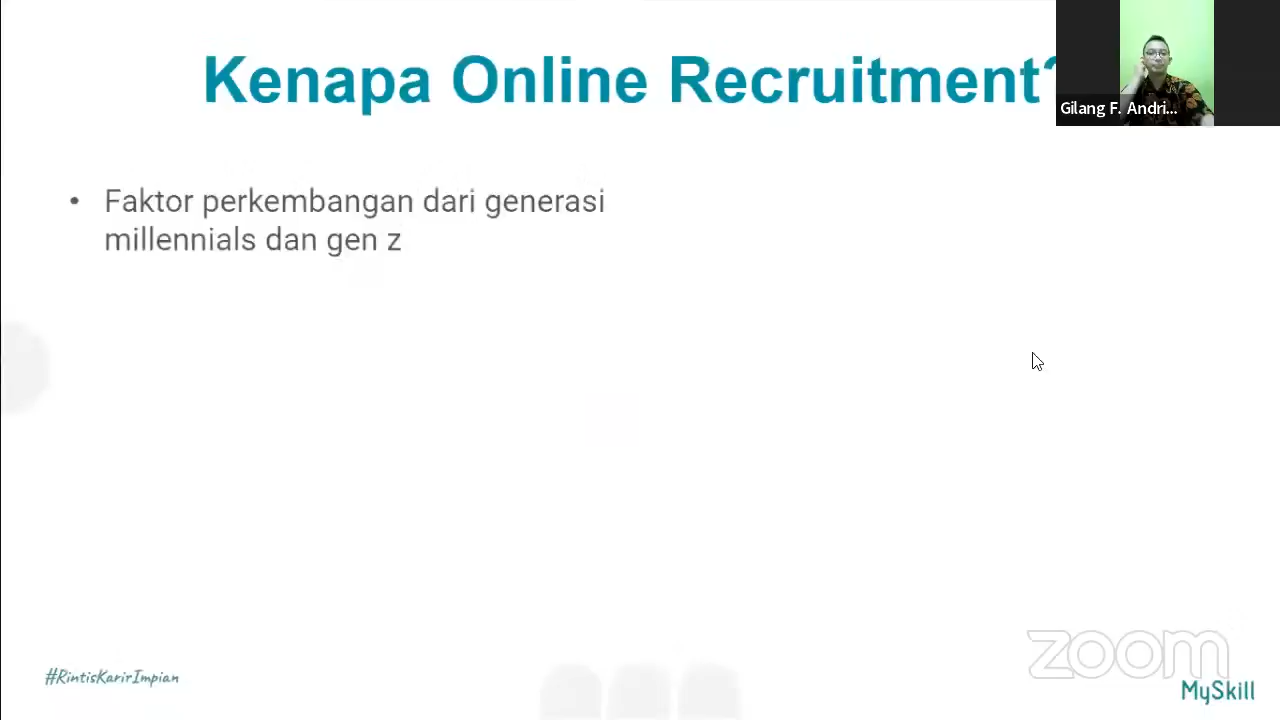 Kenapa Online Recruitment?
Gilang F. Andri...
• Faktor perkembangan dari generasi
millennials dan gen z
#RintisKarirImpian
zoom
MySkill